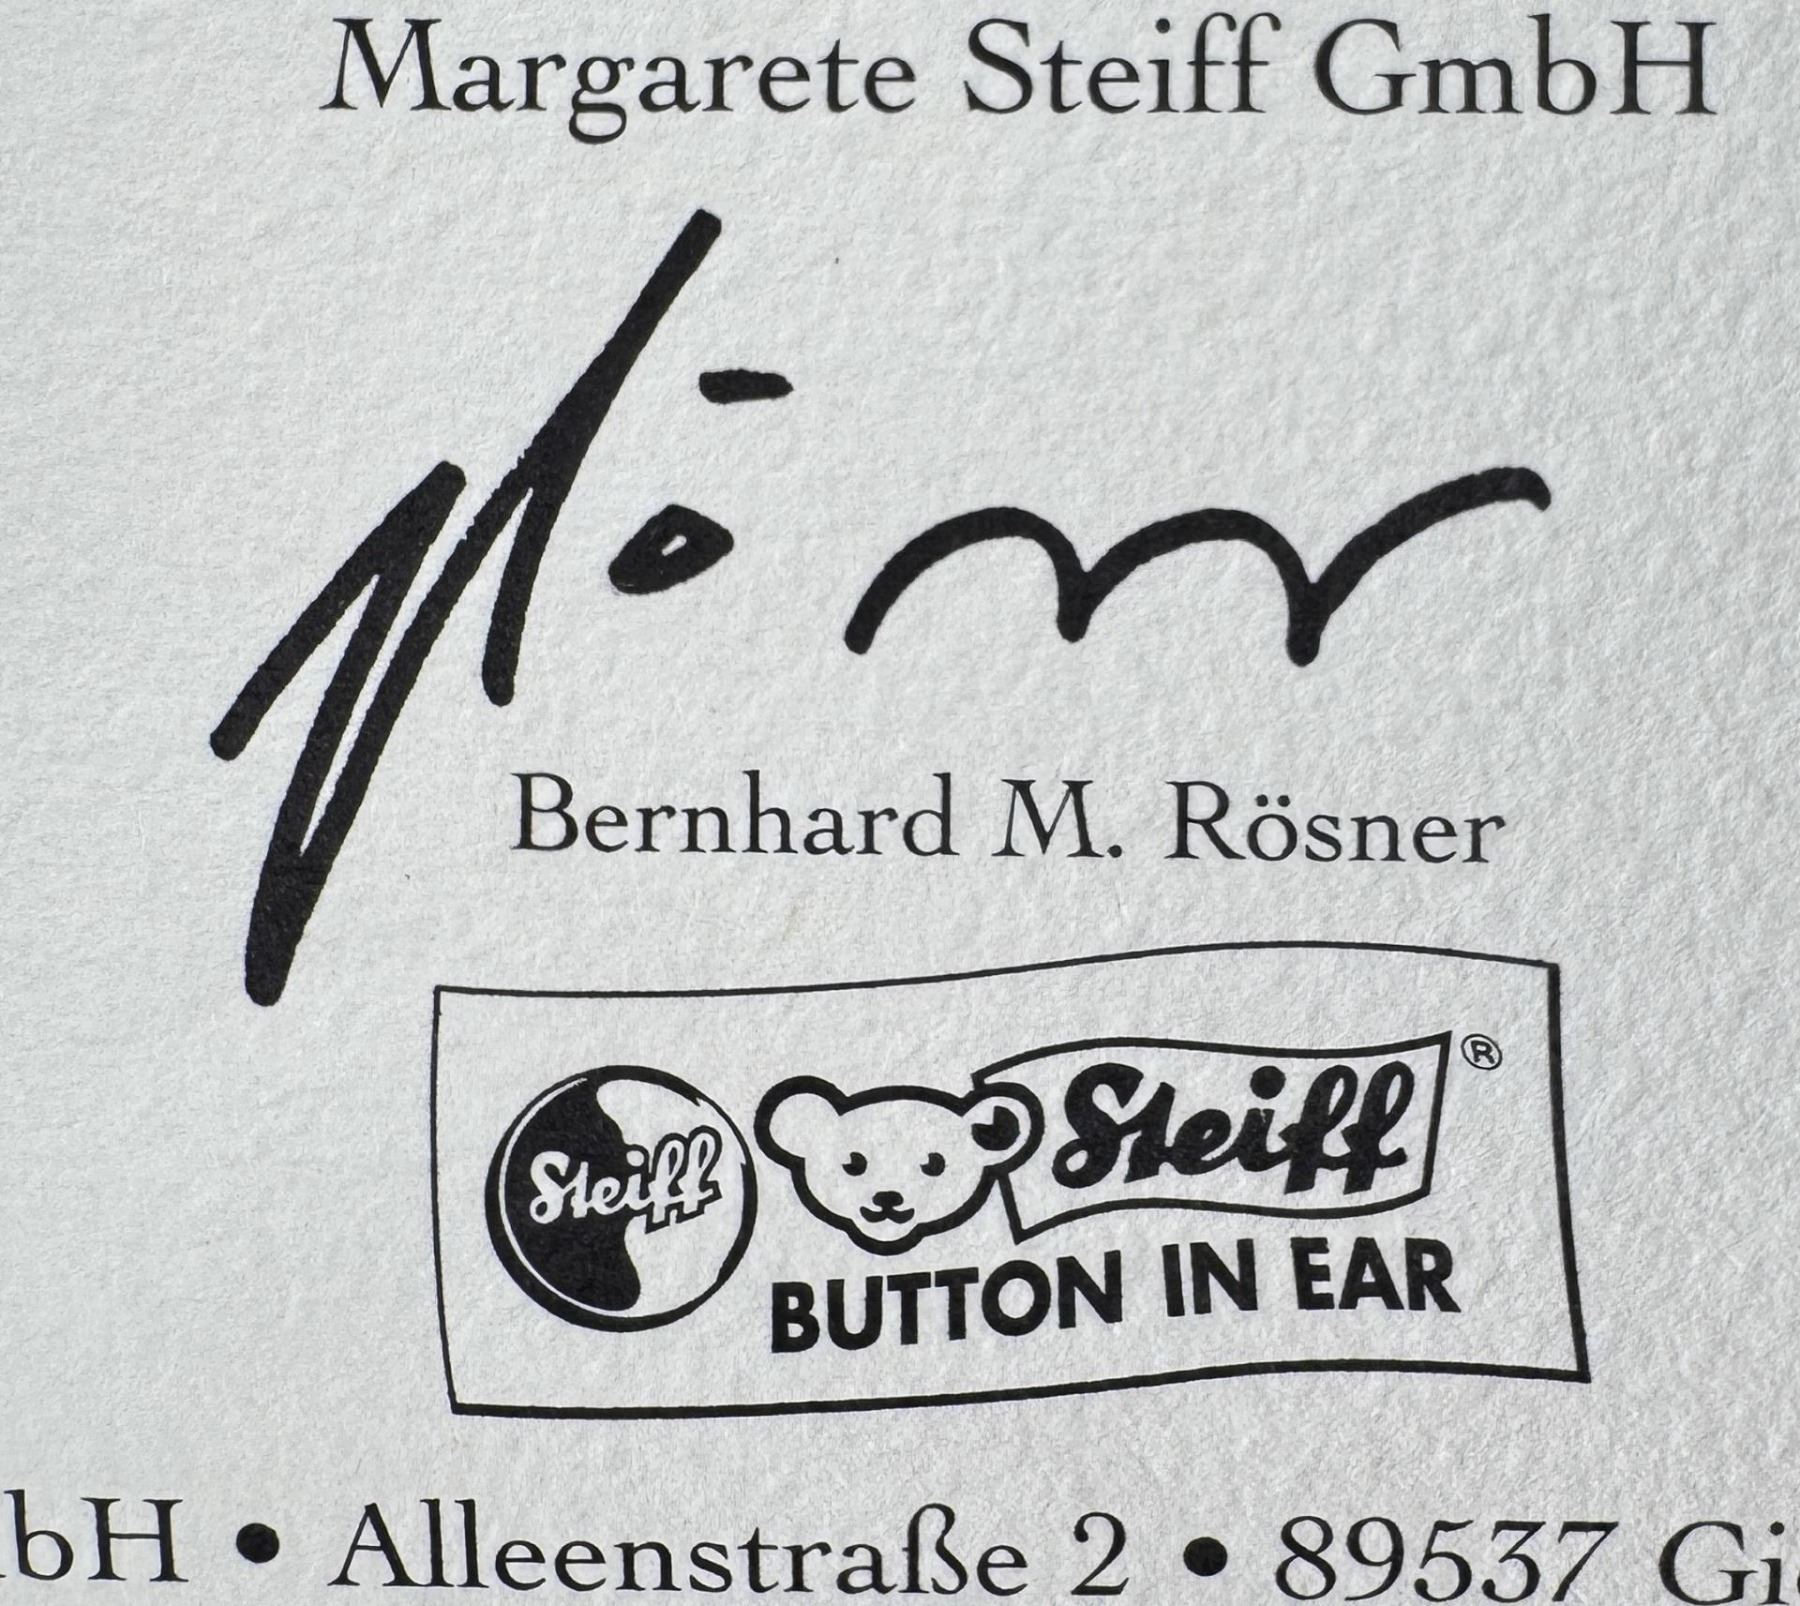 Margarete Steiff GmbH
Bernhard M. Rösner
Steiff
Steiff ®
BUTTON IN EAR
bH • Alleenstraße 2 • 89537 Gi